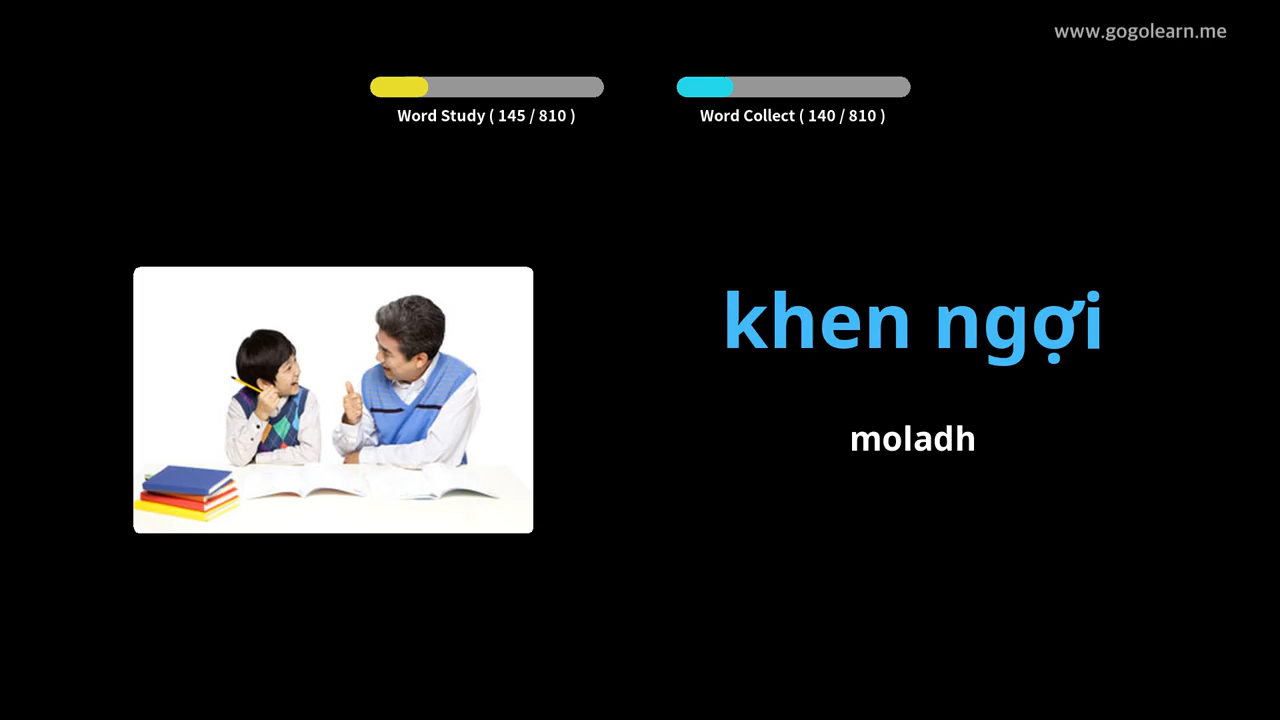 www.gogolearn.me
Word Study ( 145 / 810 )
Word Collect ( 140 / 810 )
khen ngợi
moladh